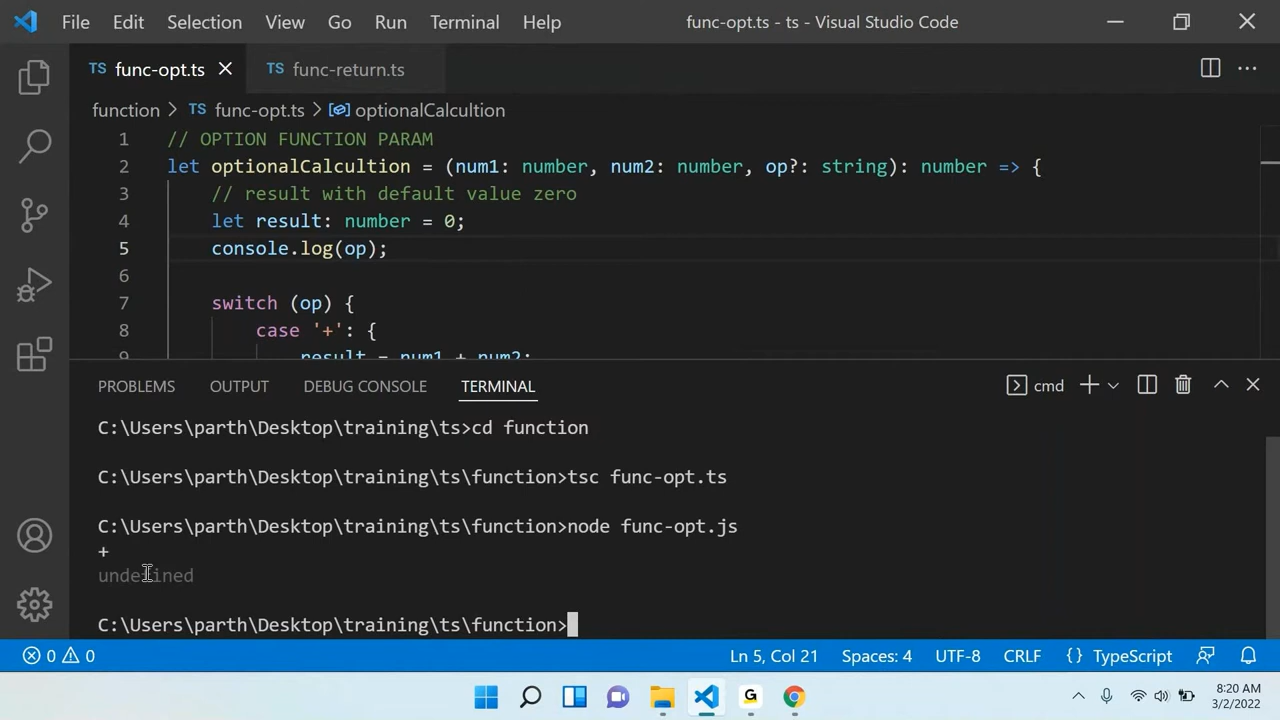 File Edit Selection View Go Run Terminal Help func-opt.ts - ts - Visual Studio Code
TS func-opt.ts TS func-return.ts
function > TS func-opt.ts > optionalCalcultion
1 // OPTION FUNCTION PARAM
2 let optionalCalcultion = (num1: number, num2: number, op?: string): number => {
3 // result with default value zero
4 let result: number = 0;
5 console.log(op);
6
7 switch (op) {
8 case '+': {
9 result = num1 + num2;
PROBLEMS OUTPUT DEBUG CONSOLE TERMINAL cmd
C:\Users\parth\Desktop\training\ts>cd function
C:\Users\parth\Desktop\training\ts\function>tsc func-opt.ts
C:\Users\parth\Desktop\training\ts\function>node func-opt.js
+
undefined
C:\Users\parth\Desktop\training\ts\function>
0 0 Ln 5, Col 21 Spaces: 4 UTF-8 CRLF {} TypeScript
G 8:20 AM
3/2/2022